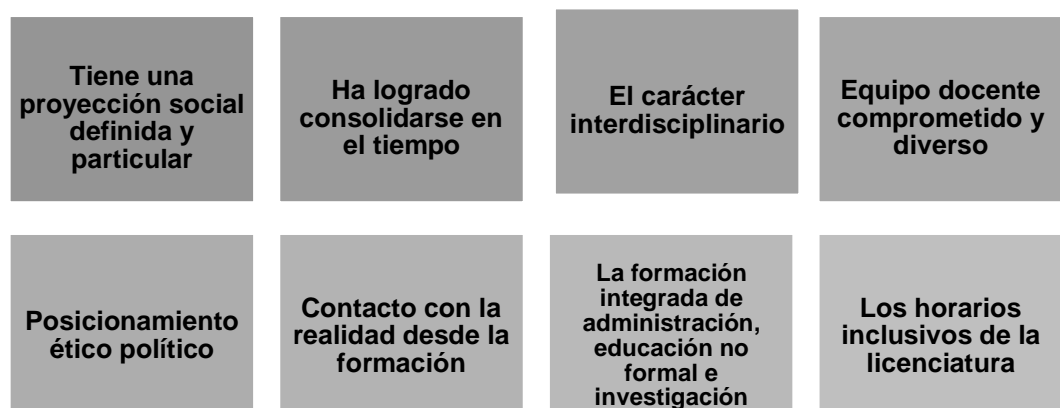 Tiene una
proyección social
definida y
particular
Ha logrado
consolidarse en
el tiempo
El carácter
interdisciplinario
Equipo docente
comprometido y
diverso
Posicionamiento
ético político
Contacto con la
realidad desde la
formación
La formación
integrada de
administración,
educación no
formal e
investigación
Los horarios
inclusivos de la
licenciatura